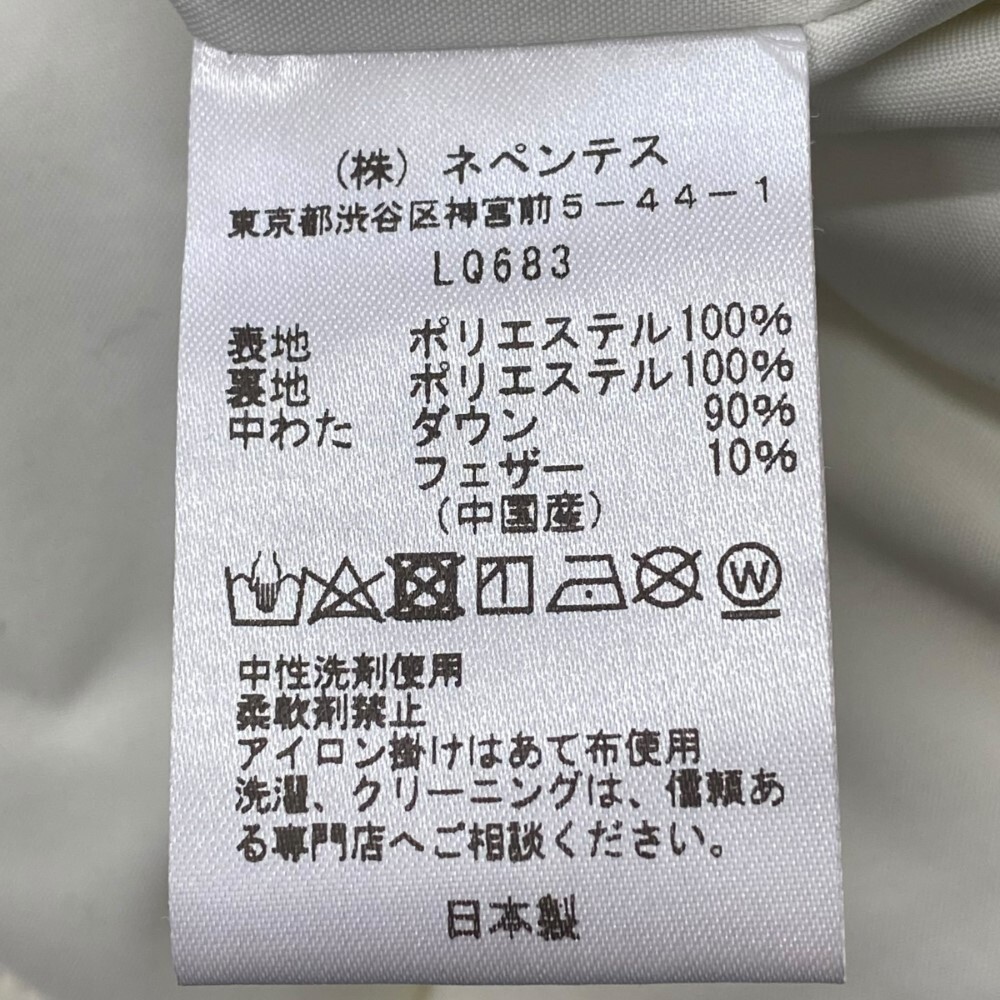 (株) ネペンテス
東京都渋谷区神宮前5-44-1
LQ683
表地 ポリエステル100%
裏地 ポリエステル100%
中わた ダウン 90%
フェザー 10%
(中国産)
W
中性洗剤使用
柔軟剤禁止
アイロン掛けはあて布使用
洗濯、クリーニングは、信頼あ
る専門店へご相談ください。
日本製